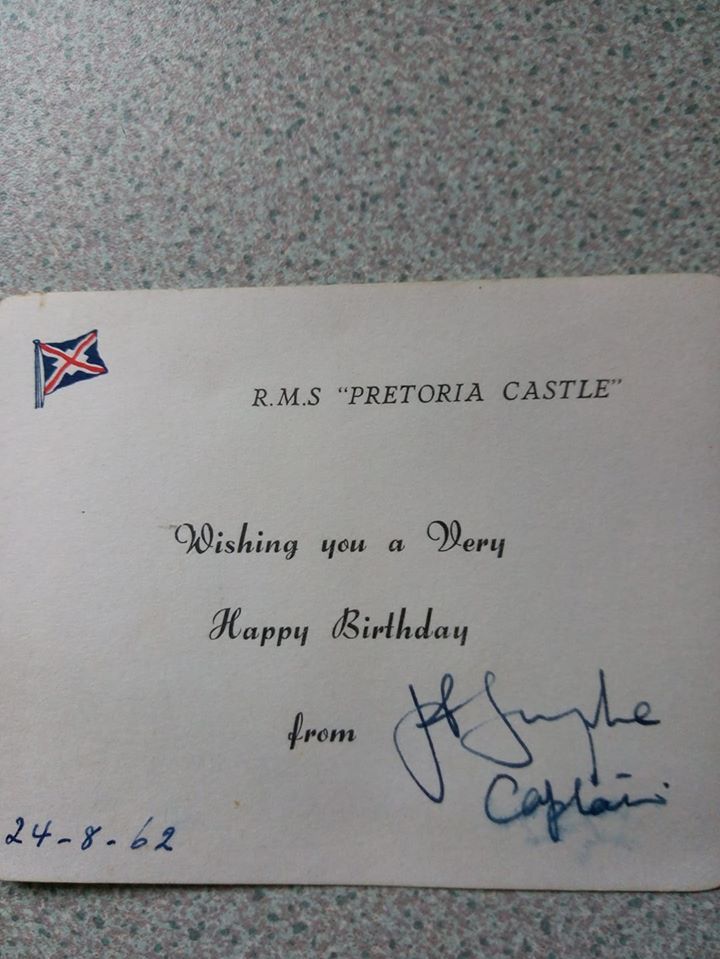 R.M.S "PRETORIA CASTLE"
Wishing you a Very
Happy Birthday
from
Captain
24-8-62